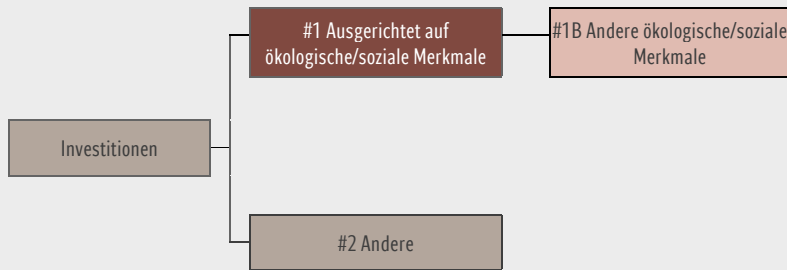 #1 Ausgerichtet auf
ökologische/soziale Merkmale
#1B Andere ökologische/soziale
Merkmale
Investitionen
#2 Andere